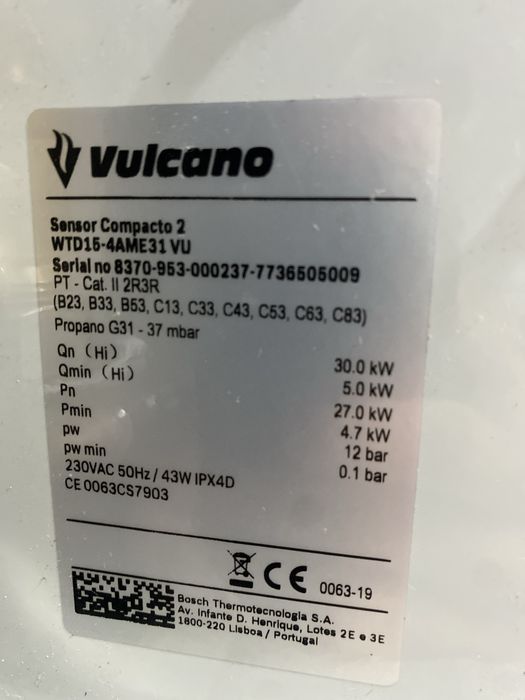 Vulcano
Sensor Compacto 2
WTD15-4AME31 VU
Serial no 8370-953-000237-7736505009
PT - Cat. II 2R3R
(B23, B33, B53, C13, C33, C43, C53, C63, C83)
Propano G31 - 37 mbar
Qn (Hi) 30.0 kW
Qmin (Hi) 5.0 kW
Pn 27.0 kW
Pmin 4.7 kW
pw 12 bar
pw min 0.1 bar
230VAC 50Hz / 43W IPX4D
CE 0063CS7903
CE 0063-19
Bosch Thermotecnologia S.A.
Av. Infante D. Henrique, Lotes 2E e 3E
1800-220 Lisboa / Portugal